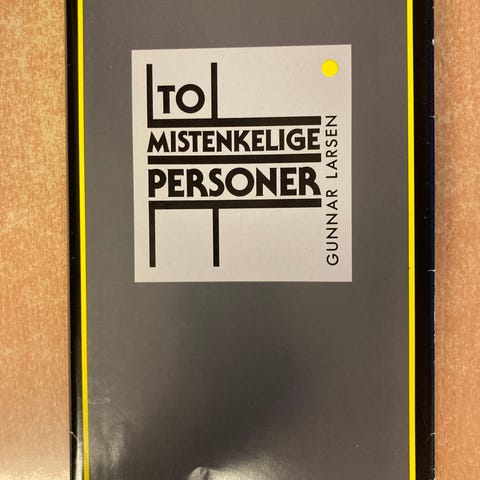 TO
MISTENKELIGE
PERSONER
GUNNAR LARSEN